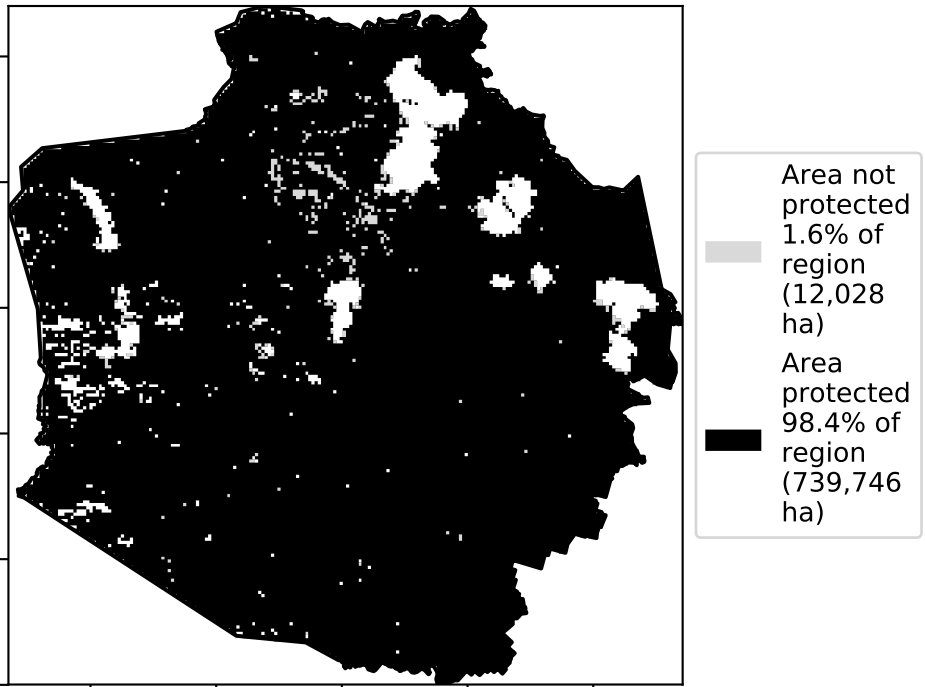 Area not
protected
1.6% of
region
(12,028
ha)
Area
protected
98.4% of
region
(739,746
ha)